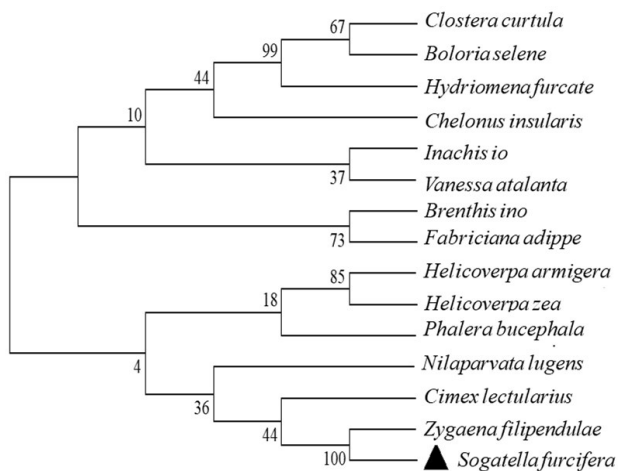 67
Clostera curtula
99
Boloria selene
44
Hydriomena furcate
10
Chelonus insularis
Inachis io
37
Vanessa atalanta
Brenthis ino
73
Fabriciana adippe
85
Helicoverpa armigera
18
Helicoverpa zea
Phalera bucephala
4
Nilaparvata lugens
36
Cimex lectularius
44
Zygaena filipendulae
100
Sogatella furcifera